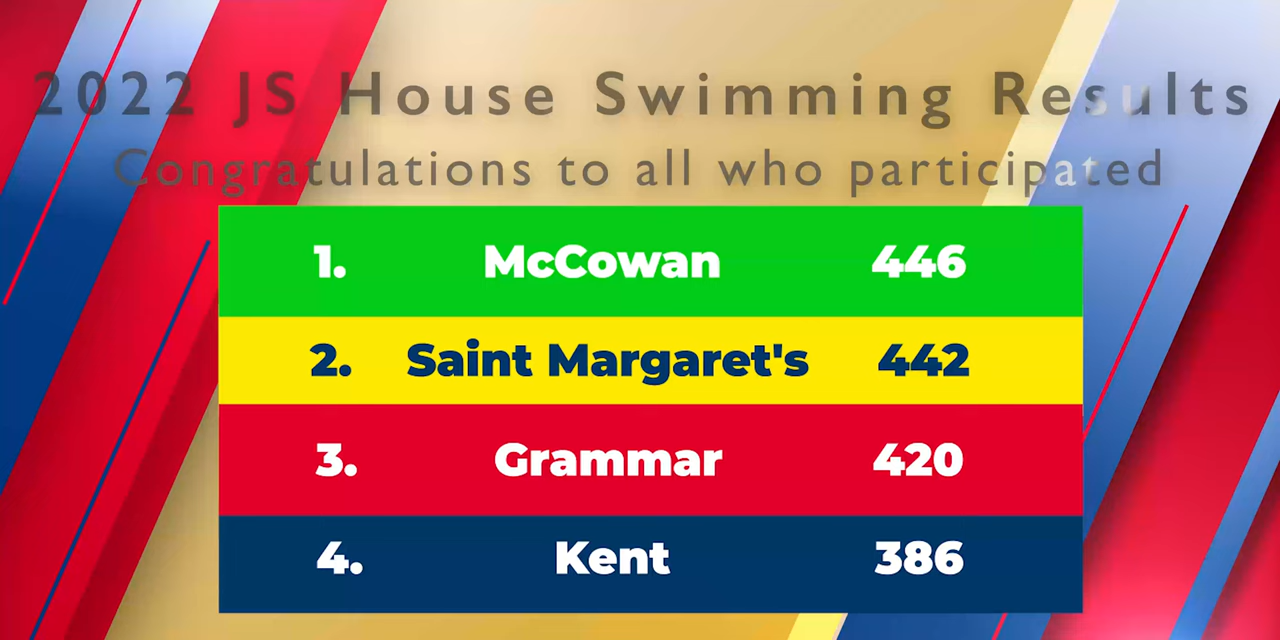 2022 JS House Swimming Results
Congratulations to all who participated
1. McCowan 446
2. Saint Margaret's 442
3. Grammar 420
4. Kent 386